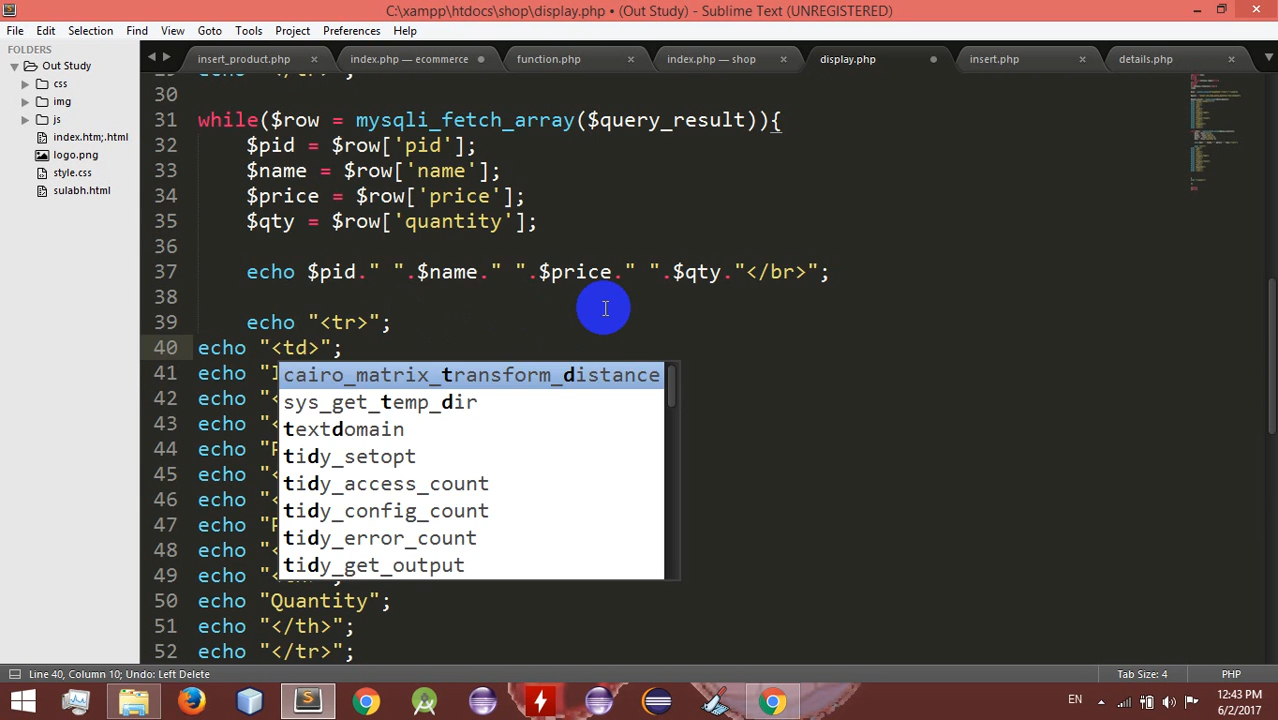 C:\xampp\htdocs\shop\display.php • (Out Study) - Sublime Text (UNREGISTERED)
File Edit Selection Find View Goto Tools Project Preferences Help
FOLDERS
Out Study
css
img
js
index.htm;.html
logo.png
style.css
sulabh.html
insert_product.php
index.php — ecommerce
function.php
index.php — shop
display.php
insert.php
details.php
30
31 while($row = mysqli_fetch_array($query_result)){
32 $pid = $row['pid'];
33 $name = $row['name'];
34 $price = $row['price'];
35 $qty = $row['quantity'];
36
37 echo $pid." ".$name." ".$price." ".$qty."</br>";
38
39 echo "<tr>";
40 echo "<td>";
41 echo
42 echo "<
43 echo "<
44 echo "P
45 echo "<
46 echo "<
47 echo "P
48 echo "<
49 echo
50 echo "Quantity";
51 echo "</th>";
52 echo "</tr>";
cairo_matrix_transform_distance
sys_get_temp_dir
textdomain
tidy_setopt
tidy_access_count
tidy_config_count
tidy_error_count
tidy_get_output
Line 40, Column 10; Undo: Left Delete
Tab Size: 4
PHP
EN
12:43 PM
6/2/2017